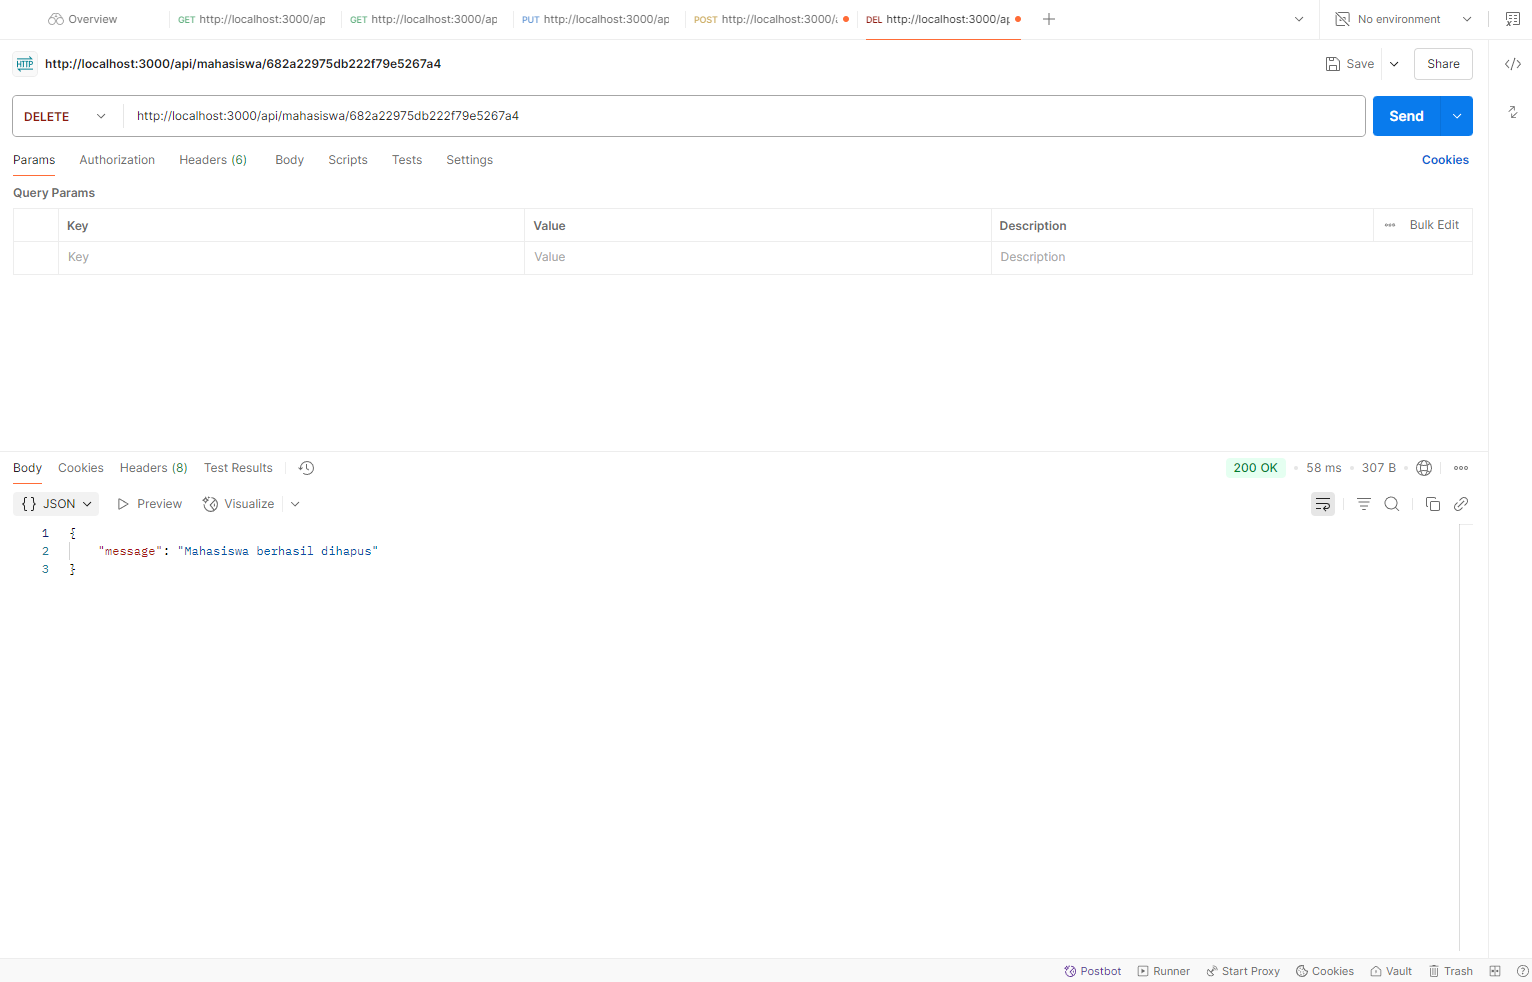 Overview GET http://localhost:3000/ap GET http://localhost:3000/ap PUT http://localhost:3000/ap POST http://localhost:3000/a DEL http://localhost:3000/ap No environment
HTTP http://localhost:3000/api/mahasiswa/682a22975db222f79e5267a4 Save Share
DELETE http://localhost:3000/api/mahasiswa/682a22975db222f79e5267a4 Send
Params Authorization Headers (6) Body Scripts Tests Settings Cookies
Query Params
Key Value Description Bulk Edit
Key Value Description
Body Cookies Headers (8) Test Results 200 OK 58 ms 307 B
{} JSON Preview Visualize
1 {
2 "message": "Mahasiswa berhasil dihapus"
3 }
Postbot Runner Start Proxy Cookies Vault Trash